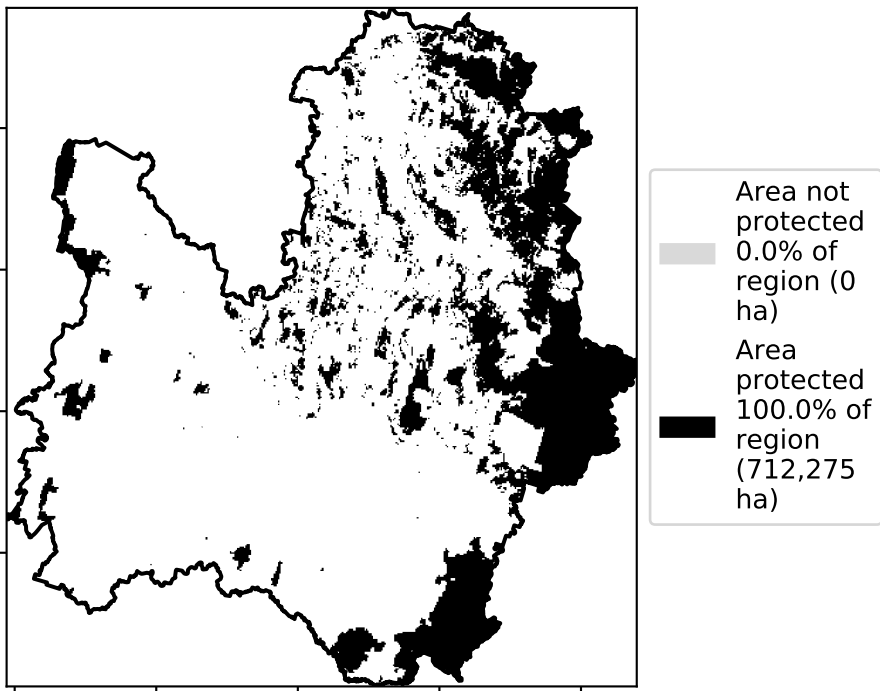 Area not
protected
0.0% of
region (0
ha)
Area
protected
100.0% of
region
(712,275
ha)